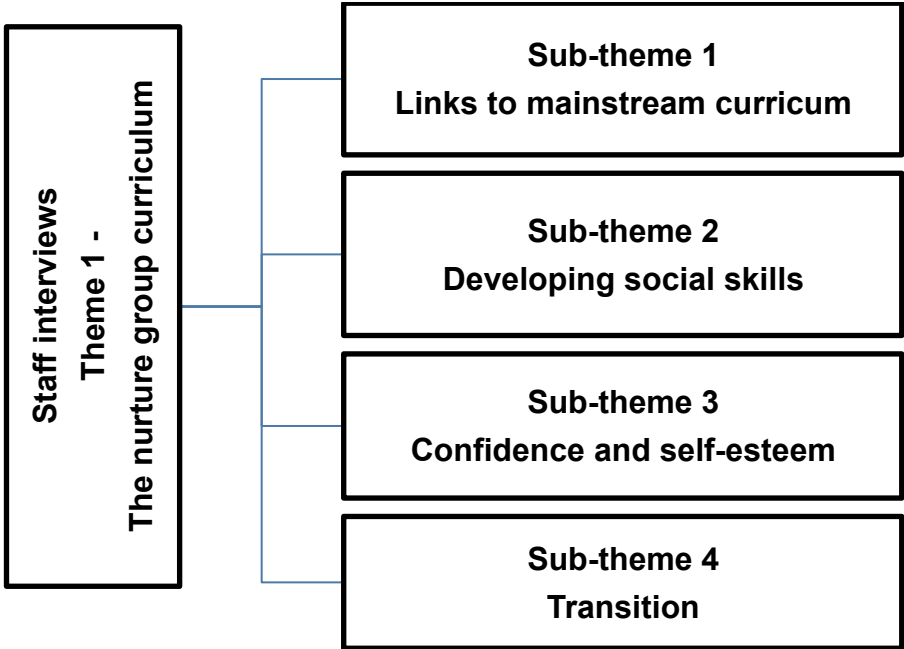 Staff interviews
Theme 1 -
The nurture group curriculum
Sub-theme 1
Links to mainstream curricum
Sub-theme 2
Developing social skills
Sub-theme 3
Confidence and self-esteem
Sub-theme 4
Transition